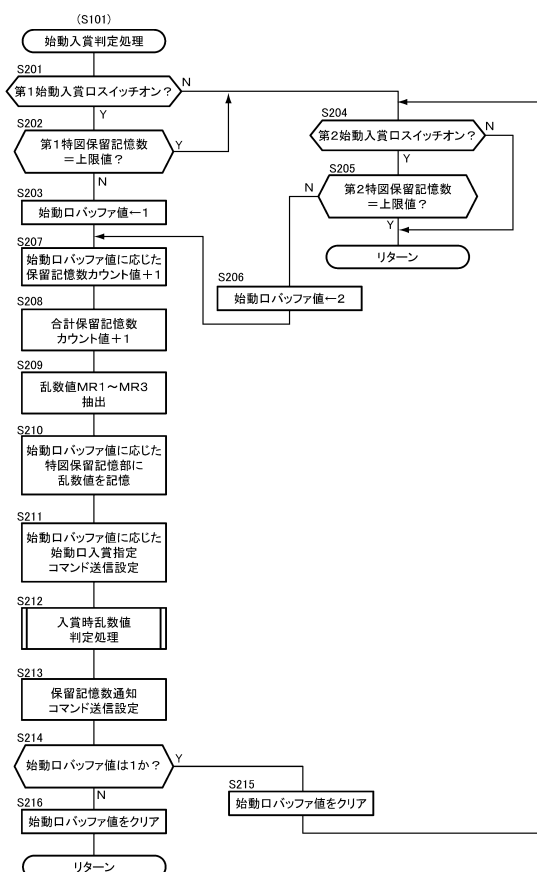 (S101)
始動入賞判定処理
S201
第1始動入賞口スイッチオン？
N
Y
S202
第1特図保留記憶数
＝上限値？
Y
N
S203
始動口バッファ値←1
S204
第2始動入賞口スイッチオン？
N
Y
S205
第2特図保留記憶数
＝上限値？
N
Y
リターン
S206
始動口バッファ値←2
S207
始動口バッファ値に応じた
保留記憶数カウント値＋1
S208
合計保留記憶数
カウント値＋1
S209
乱数値MR1～MR3
抽出
S210
始動口バッファ値に応じた
特図保留記憶部に
乱数値を記憶
S211
始動口バッファ値に応じた
始動口入賞指定
コマンド送信設定
S212
入賞時乱数値
判定処理
S213
保留記憶数通知
コマンド送信設定
S214
始動口バッファ値は1か？
Y
N
S215
始動口バッファ値をクリア
S216
始動口バッファ値をクリア
リターン